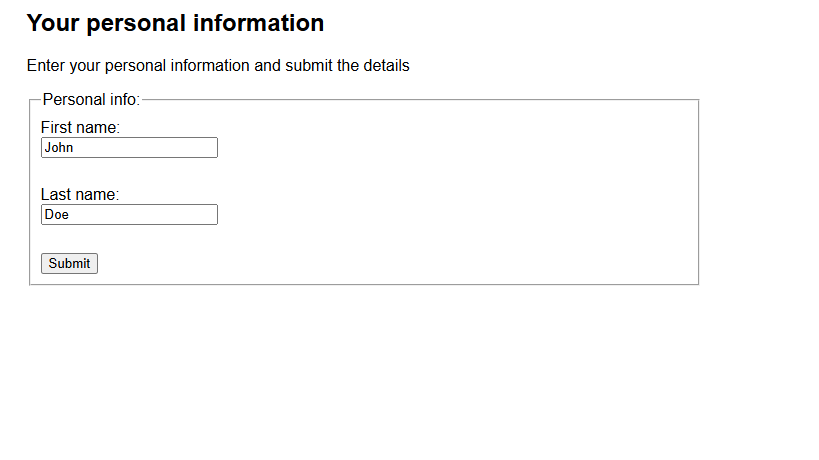 Your personal information
Enter your personal information and submit the details
Personal info:
First name:
John
Last name:
Doe
Submit